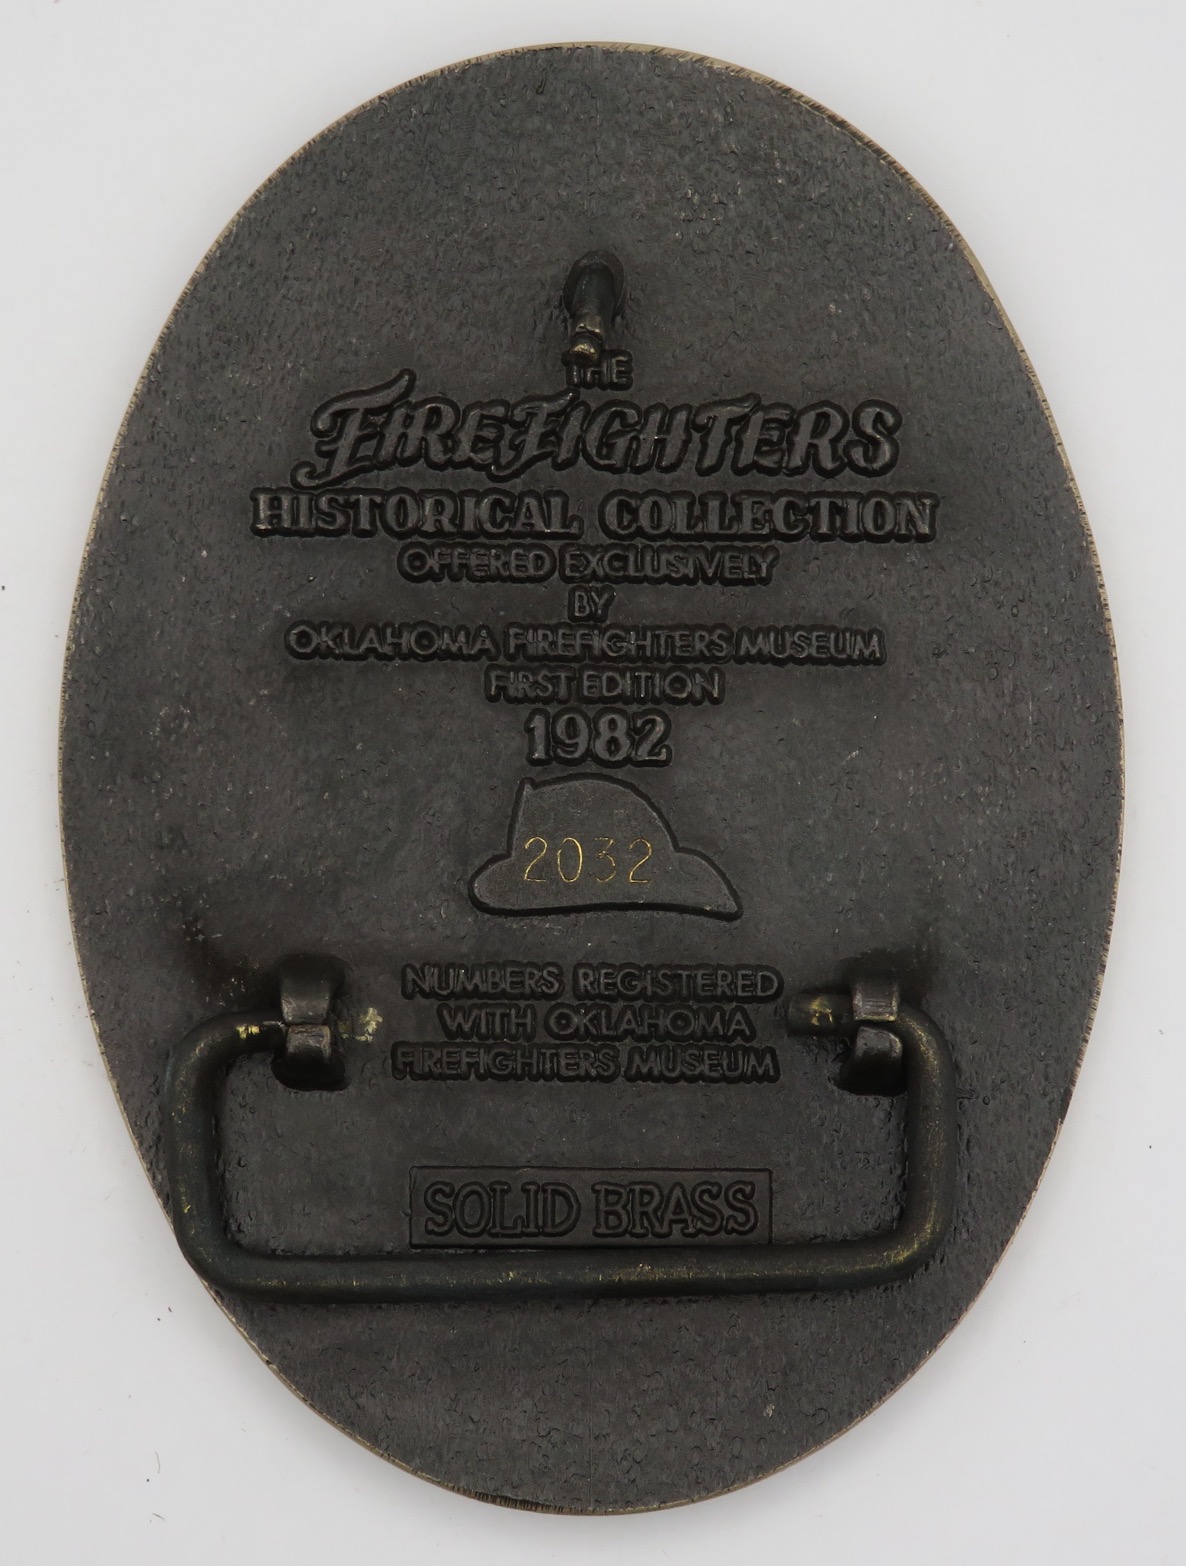 THE
FIREFIGHTERS
HISTORICAL COLLECTION
OFFERED EXCLUSIVELY
BY
OKLAHOMA FIREFIGHTERS MUSEUM
FIRST EDITION
1982
2032
NUMBERS REGISTERED
WITH OKLAHOMA
FIREFIGHTERS MUSEUM
SOLID BRASS